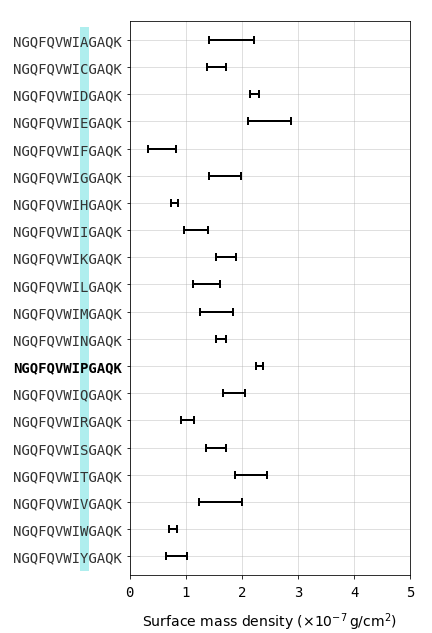 NGQFQVWIAGAQK
NGQFQVWICGAQK
NGQFQVWIDGAQK
NGQFQVWIEGAQK
NGQFQVWIFGAQK
NGQFQVWIGGAQK
NGQFQVWIHGAQK
NGQFQVWIIGAQK
NGQFQVWIKGAQK
NGQFQVWILGAQK
NGQFQVWIMGAQK
NGQFQVWINGAQK
NGQFQVWIPGAQK
NGQFQVWIQGAQK
NGQFQVWIRGAQK
NGQFQVWISGAQK
NGQFQVWITGAQK
NGQFQVWIVGAQK
NGQFQVWIWGAQK
NGQFQVWIYGAQK
0 1 2 3 4 5
Surface mass density (×10⁻⁷ g/cm²)